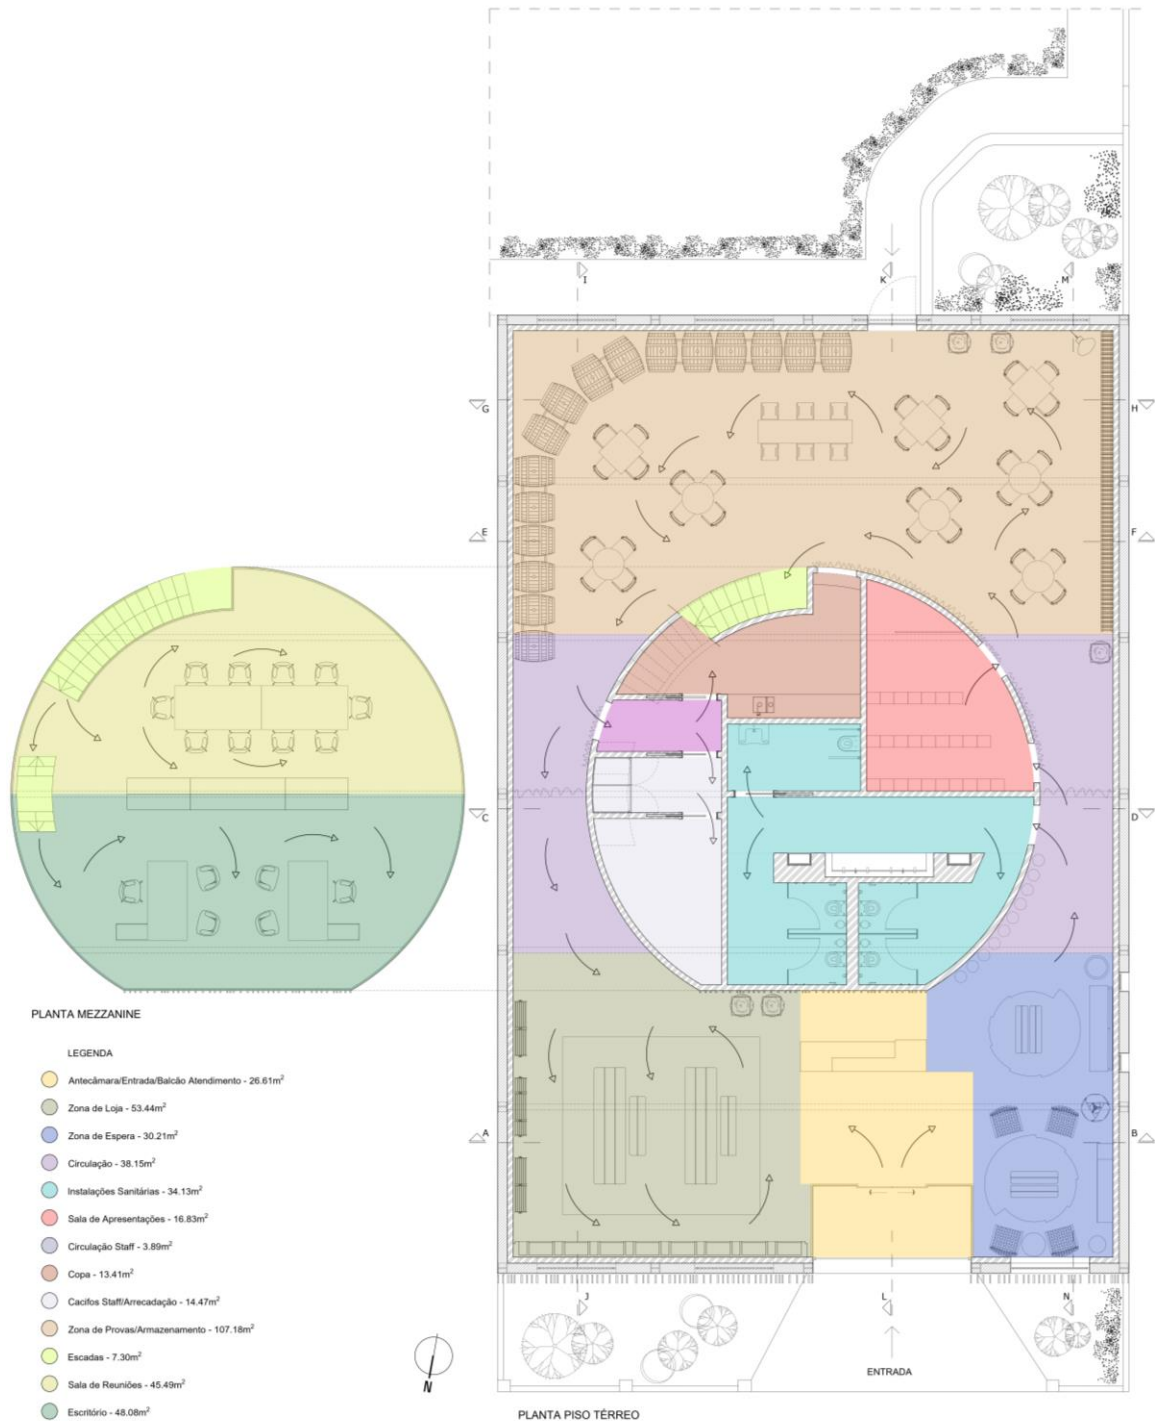 I
K
M
G
H
E
F
C
D
A
B
PLANTA MEZZANINE
LEGENDA
Antecâmara/Entrada/Balcão Atendimento - 26.61m²
Zona de Loja - 53.44m²
Zona de Espera - 30.21m²
Circulação - 38.15m²
Instalações Sanitárias - 34.13m²
Sala de Apresentações - 16.83m²
Circulação Staff - 3.89m²
Copa - 13.41m²
Cacifos Staff/Arrecadação - 14.47m²
Zona de Provas/Armazenamento - 107.18m²
Escadas - 7.30m²
Sala de Reuniões - 45.49m²
Escritório - 48.08m²
N
J
L
N
ENTRADA
PLANTA PISO TÉRREO